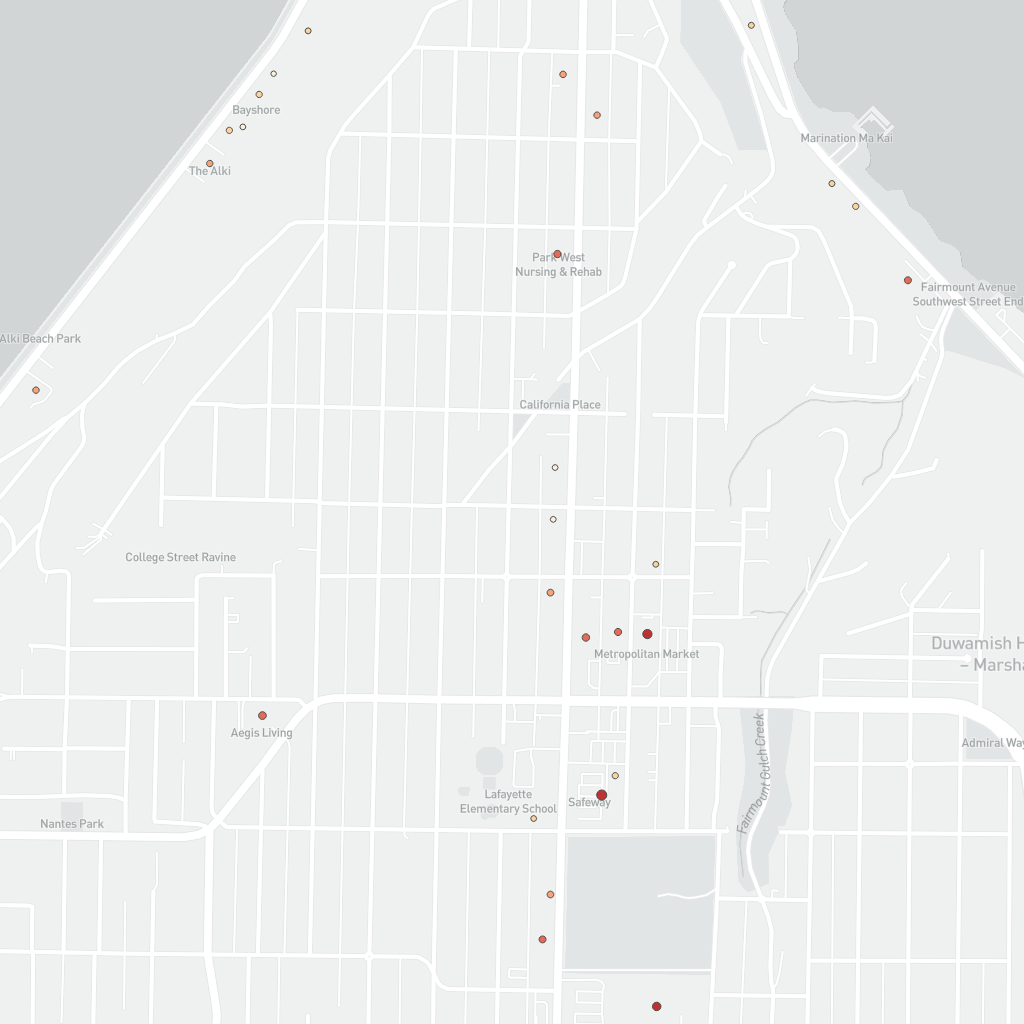 Bayshore
Marination Ma Kai
The Alki
Park West
Nursing & Rehab
Fairmount Avenue
Southwest Street End
Alki Beach Park
California Place
College Street Ravine
Duwamish H
– Marsha
Metropolitan Market
Aegis Living
Admiral Way
Fairmount Gulch Creek
Lafayette
Elementary School
Safeway
Nantes Park